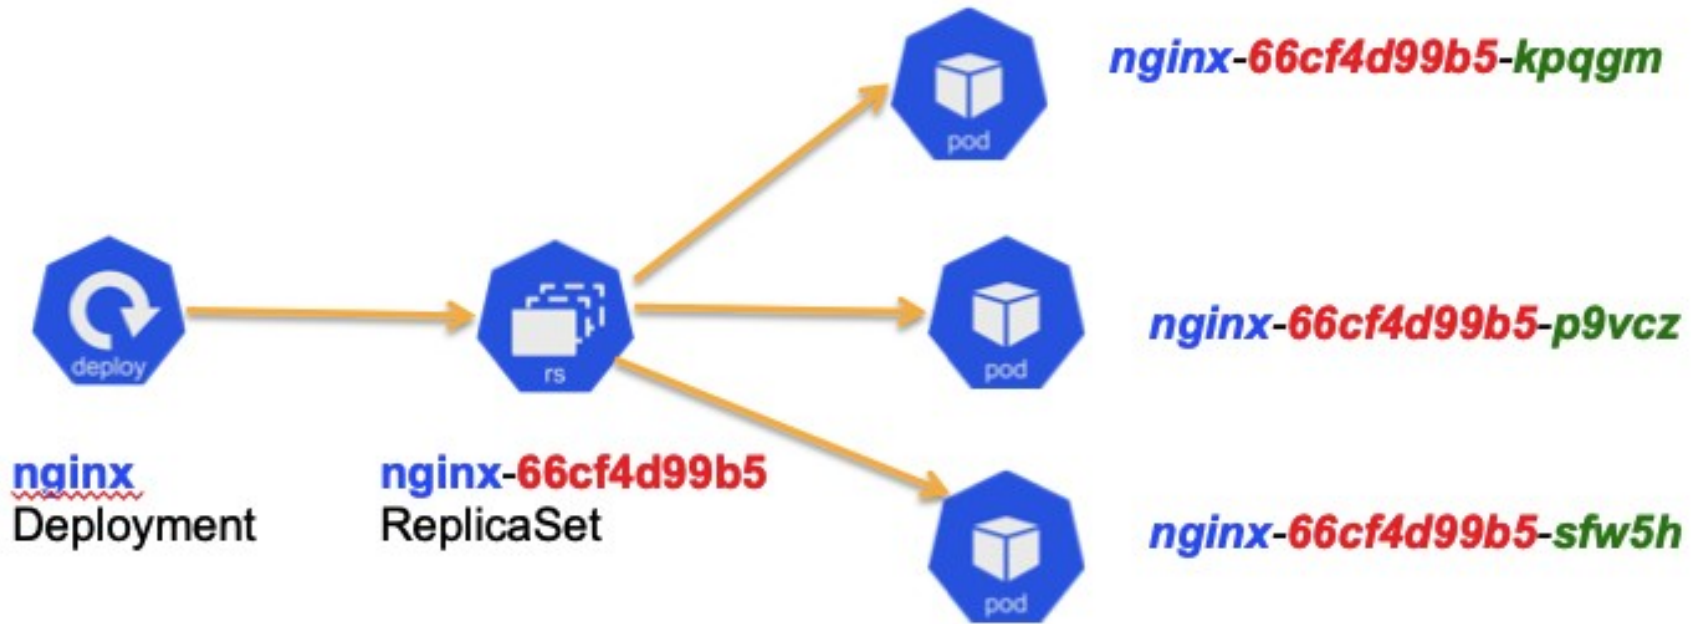 pod
nginx-66cf4d99b5-kpqgm
deploy
rs
pod
nginx-66cf4d99b5-p9vcz
nginx
Deployment
nginx-66cf4d99b5
ReplicaSet
pod
nginx-66cf4d99b5-sfw5h